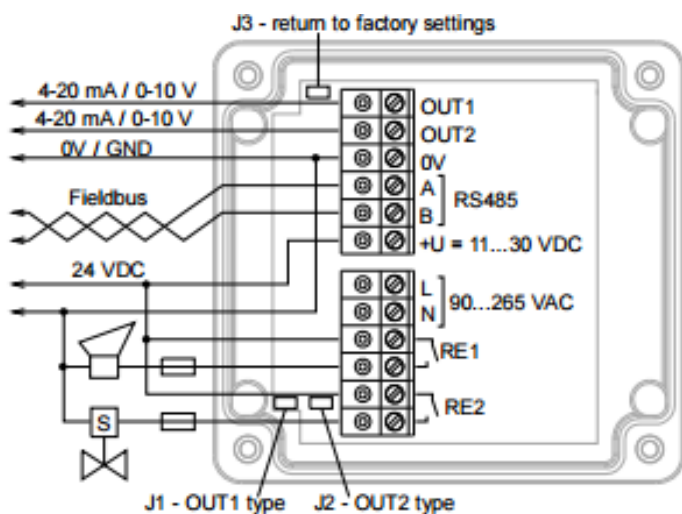 J3 - return to factory settings
4-20 mA / 0-10 V
OUT1
4-20 mA / 0-10 V
OUT2
0V / GND
0V
Fieldbus
A
RS485
B
+U = 11...30 VDC
24 VDC
L
90...265 VAC
N
RE1
RE2
S
J1 - OUT1 type
J2 - OUT2 type